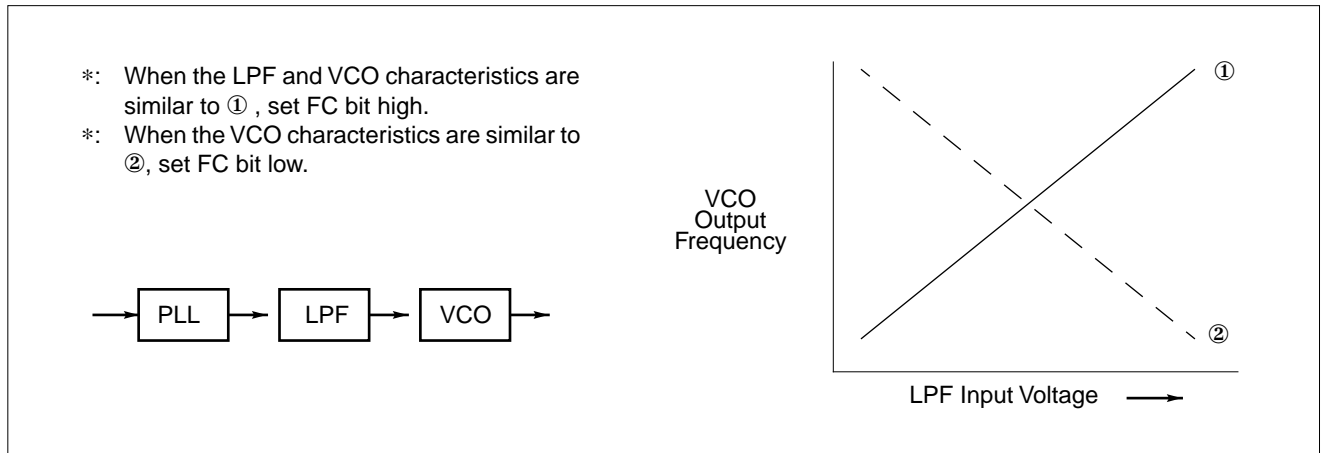 *: When the LPF and VCO characteristics are
similar to ① , set FC bit high.
*: When the VCO characteristics are similar to
②, set FC bit low.
PLL
LPF
VCO
VCO
Output
Frequency
①
②
LPF Input Voltage